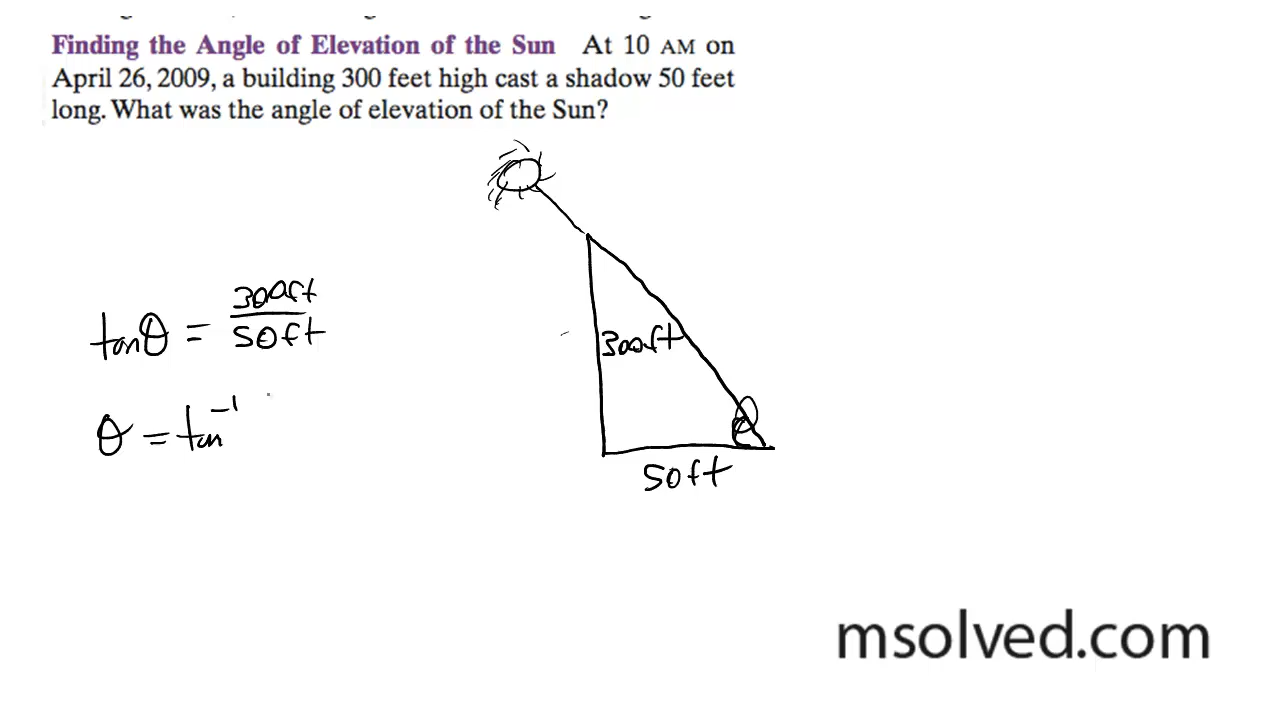 Finding the Angle of Elevation of the Sun At 10 AM on
April 26, 2009, a building 300 feet high cast a shadow 50 feet
long. What was the angle of elevation of the Sun?
tanθ = 300ft
50ft
θ = tan⁻¹
300ft
θ
50ft
msolved.com